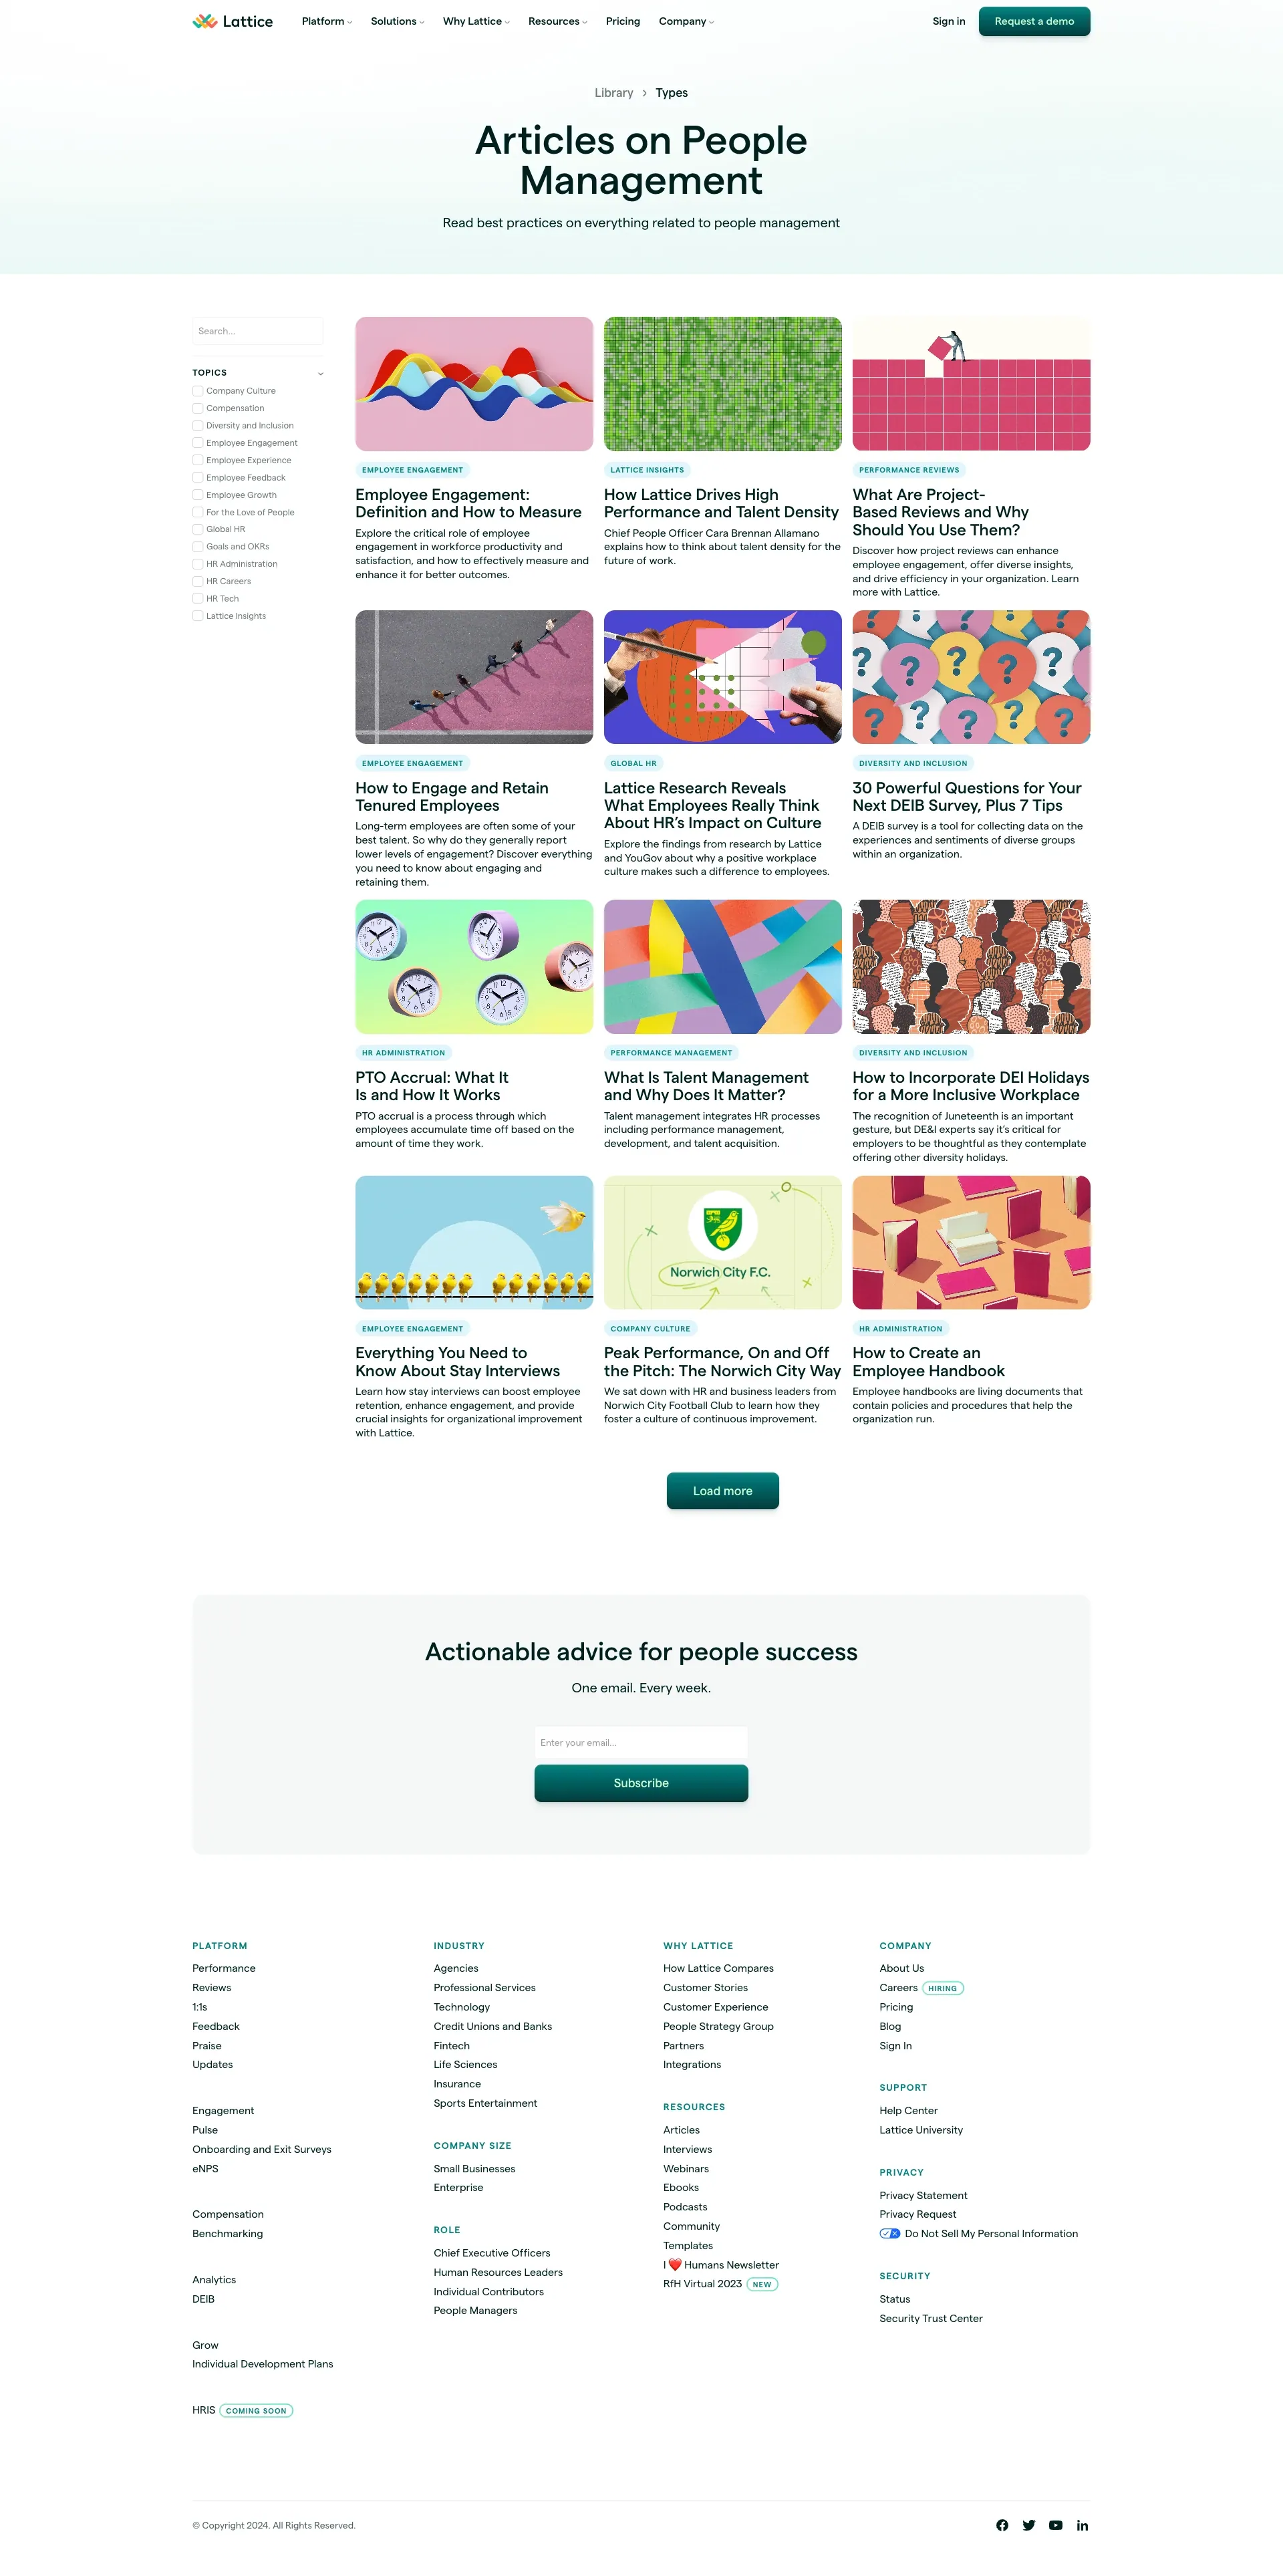 Lattice
Platform
Solutions
Why Lattice
Resources
Pricing
Company
Sign in
Request a demo
Library > Types
Articles on People
Management
Read best practices on everything related to people management
Search...
TOPICS
Company Culture
Compensation
Diversity and Inclusion
Employee Engagement
Employee Experience
Employee Feedback
Employee Growth
For the Love of People
Global HR
Goals and OKRs
HR Administration
HR Careers
HR Tech
Lattice Insights
EMPLOYEE ENGAGEMENT
Employee Engagement:
Definition and How to Measure
Explore the critical role of employee
engagement in workforce productivity and
satisfaction, and how to effectively measure and
enhance it for better outcomes.
LATTICE INSIGHTS
How Lattice Drives High
Performance and Talent Density
Chief People Officer Cara Brennan Allamano
explains how to think about talent density for the
future of work.
PERFORMANCE REVIEWS
What Are Project-
Based Reviews and Why
Should You Use Them?
Discover how project reviews can enhance
employee engagement, offer diverse insights,
and drive efficiency in your organization. Learn
more with Lattice.
EMPLOYEE ENGAGEMENT
How to Engage and Retain
Tenured Employees
Long-term employees are often some of your
best talent. So why do they generally report
lower levels of engagement? Discover everything
you need to know about engaging and
retaining them.
GLOBAL HR
Lattice Research Reveals
What Employees Really Think
About HR's Impact on Culture
Explore the findings from research by Lattice
and YouGov about why a positive workplace
culture makes such a difference to employees.
DIVERSITY AND INCLUSION
30 Powerful Questions for Your
Next DEIB Survey, Plus 7 Tips
A DEIB survey is a tool for collecting data on the
experiences and sentiments of diverse groups
within an organization.
HR ADMINISTRATION
PTO Accrual: What It
Is and How It Works
PTO accrual is a process through which
employees accumulate time off based on the
amount of time they work.
PERFORMANCE MANAGEMENT
What Is Talent Management
and Why Does It Matter?
Talent management integrates HR processes
including performance management,
development, and talent acquisition.
DIVERSITY AND INCLUSION
How to Incorporate DEI Holidays
for a More Inclusive Workplace
The recognition of Juneteenth is an important
gesture, but DE&I experts say it's critical for
employers to be thoughtful as they contemplate
offering other diversity holidays.
EMPLOYEE ENGAGEMENT
Everything You Need to
Know About Stay Interviews
Learn how stay interviews can boost employee
retention, enhance engagement, and provide
crucial insights for organizational improvement
with Lattice.
Norwich City F.C.
COMPANY CULTURE
Peak Performance, On and Off
the Pitch: The Norwich City Way
We sat down with HR and business leaders from
Norwich City Football Club to learn how they
foster a culture of continuous improvement.
HR ADMINISTRATION
How to Create an
Employee Handbook
Employee handbooks are living documents that
contain policies and procedures that help the
organization run.
Load more
Actionable advice for people success
One email. Every week.
Enter your email...
Subscribe
PLATFORM
Performance
Reviews
1:1s
Feedback
Praise
Updates
Engagement
Pulse
Onboarding and Exit Surveys
eNPS
Compensation
Benchmarking
Analytics
DEIB
Grow
Individual Development Plans
HRIS COMING SOON
INDUSTRY
Agencies
Professional Services
Technology
Credit Unions and Banks
Fintech
Life Sciences
Insurance
Sports Entertainment
COMPANY SIZE
Small Businesses
Enterprise
ROLE
Chief Executive Officers
Human Resources Leaders
Individual Contributors
People Managers
WHY LATTICE
How Lattice Compares
Customer Stories
Customer Experience
People Strategy Group
Partners
Integrations
RESOURCES
Articles
Interviews
Webinars
Ebooks
Podcasts
Community
Templates
I ❤️ Humans Newsletter
RfH Virtual 2023 NEW
COMPANY
About Us
Careers HIRING
Pricing
Blog
Sign In
SUPPORT
Help Center
Lattice University
PRIVACY
Privacy Statement
Privacy Request
Do Not Sell My Personal Information
SECURITY
Status
Security Trust Center
© Copyright 2024. All Rights Reserved.